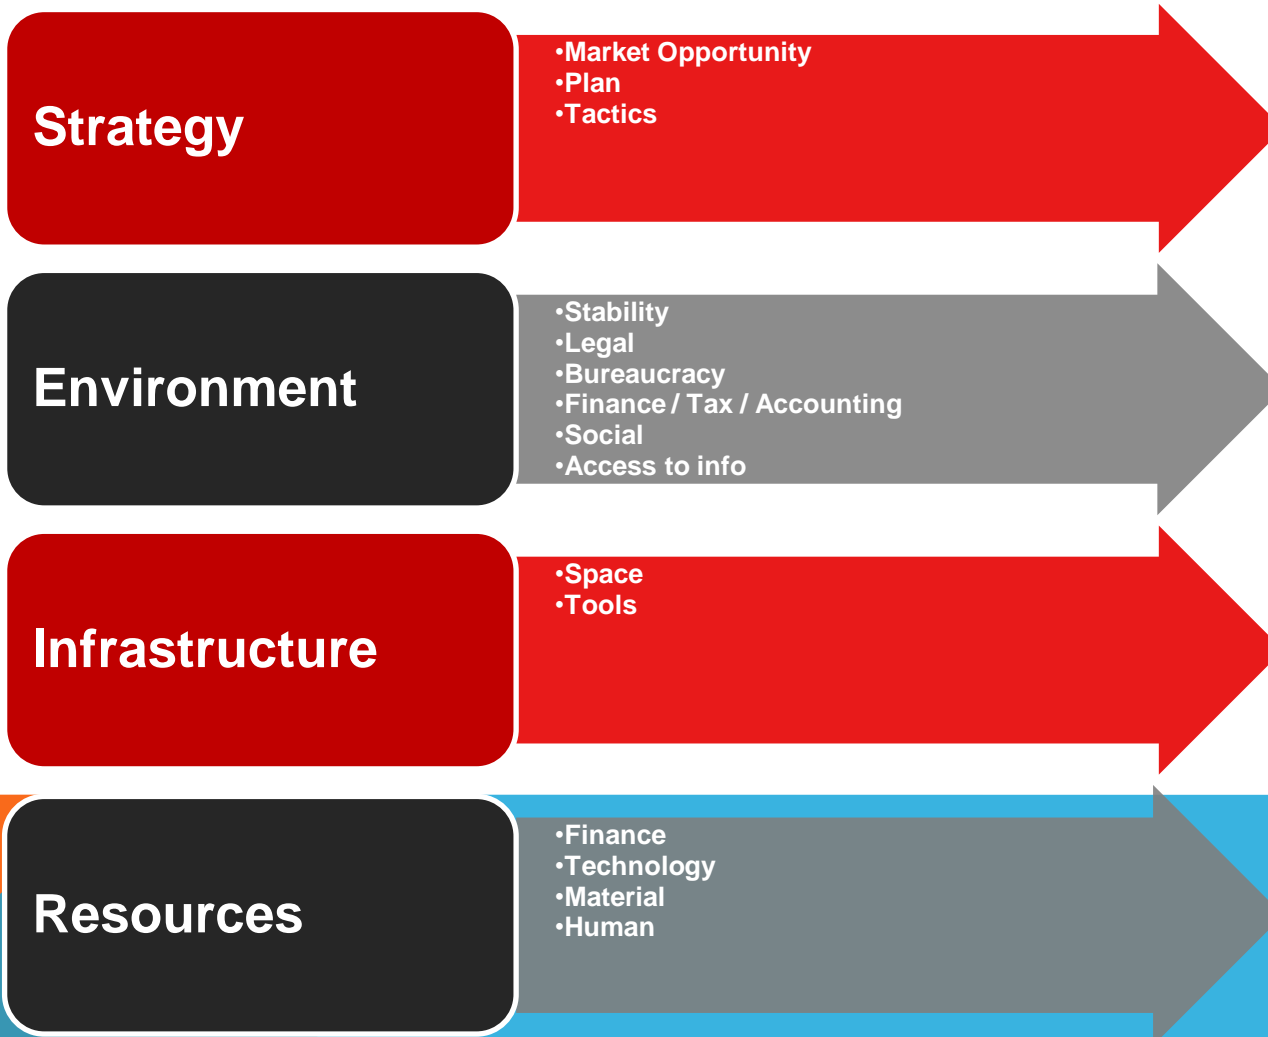 Strategy
•Market Opportunity
•Plan
•Tactics
Environment
•Stability
•Legal
•Bureaucracy
•Finance / Tax / Accounting
•Social
•Access to info
Infrastructure
•Space
•Tools
Resources
•Finance
•Technology
•Material
•Human